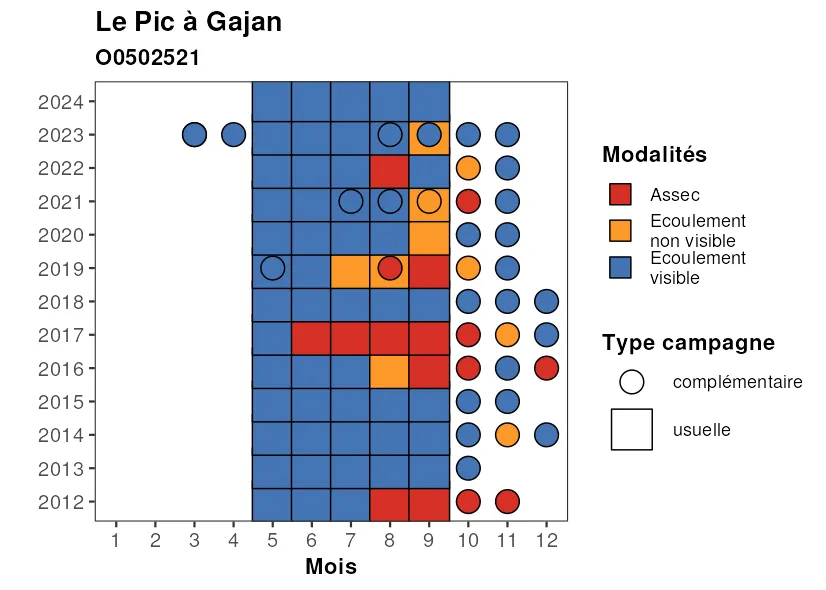 Le Pic à Gajan
O0502521
2024
2023
2022
2021
2020
2019
2018
2017
2016
2015
2014
2013
2012
1 2 3 4 5 6 7 8 9 10 11 12
Mois
Modalités
Assec
Ecoulement
non visible
Ecoulement
visible
Type campagne
complémentaire
usuelle